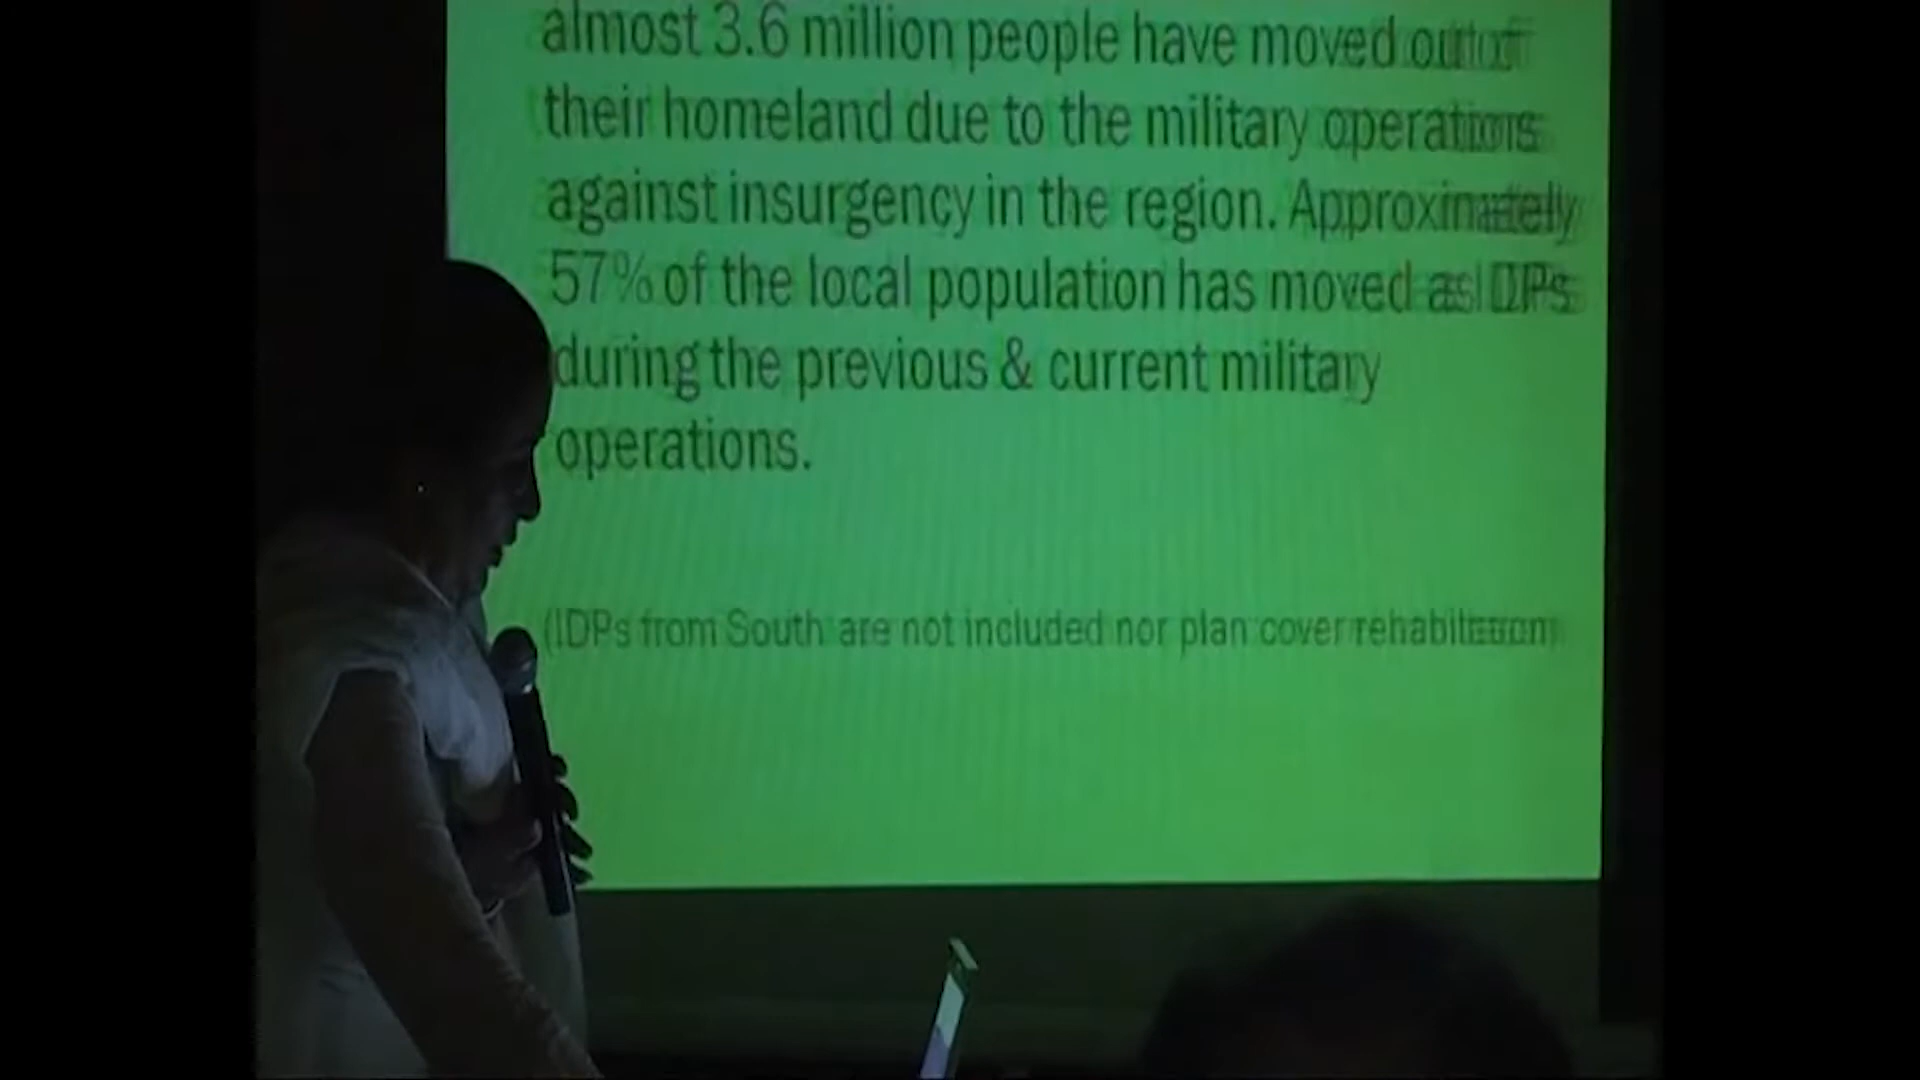 almost 3.6 million people have moved out of
their homeland due to the military operations
against insurgency in the region. Approximately
57% of the local population has moved as IDPs
during the previous & current military
operations.
(IDPs from South are not included nor plan cover rehabilitation)